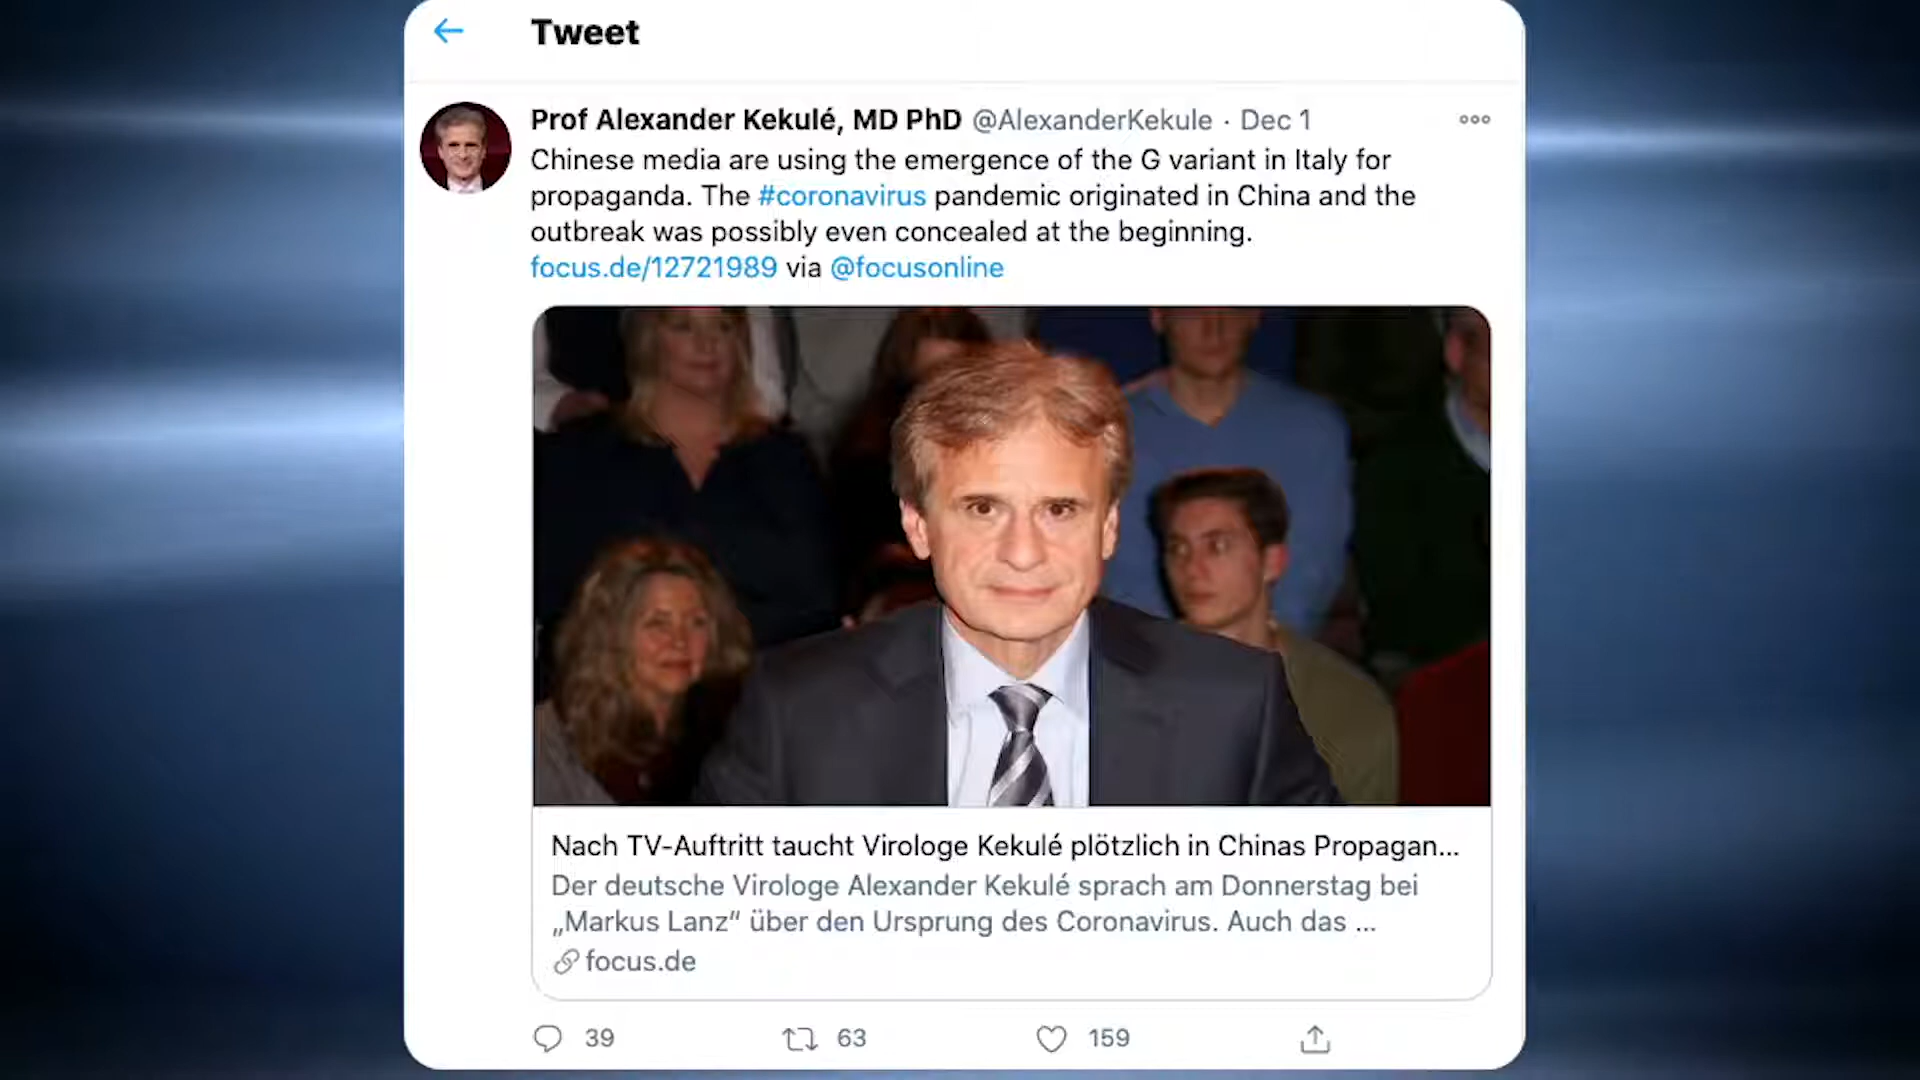 Tweet
Prof Alexander Kekulé, MD PhD @AlexanderKekule · Dec 1
Chinese media are using the emergence of the G variant in Italy for
propaganda. The #coronavirus pandemic originated in China and the
outbreak was possibly even concealed at the beginning.
focus.de/12721989 via @focusonline
Nach TV-Auftritt taucht Virologe Kekulé plötzlich in Chinas Propagan...
Der deutsche Virologe Alexander Kekulé sprach am Donnerstag bei
„Markus Lanz“ über den Ursprung des Coronavirus. Auch das ...
focus.de
39 63 159